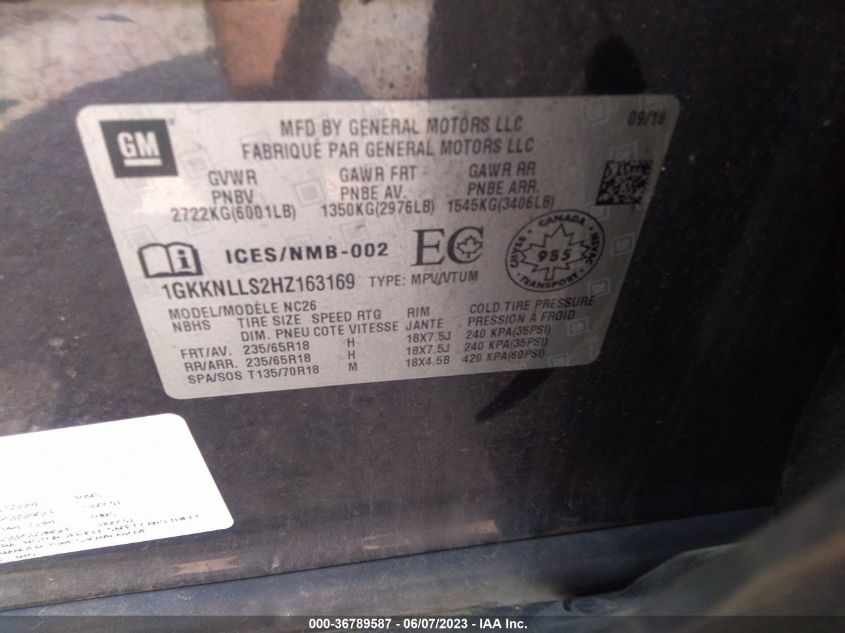 GM
MFD BY GENERAL MOTORS LLC
FABRIQUÉ PAR GENERAL MOTORS LLC
09/16
GVWR GAWR FRT GAWR RR
PNBV PNBE AV. PNBE ARR.
2722KG(6001LB) 1350KG(2976LB) 1545KG(3406LB)
ICES/NMB-002 EC
CANADA
985
1GKKNLLS2HZ163169 TYPE: MPV/VTUM
MODEL/MODÈLE NC26
NBHS TIRE SIZE SPEED RTG RIM COLD TIRE PRESSURE
DIM. PNEU COTE VITESSE JANTE PRESSION A FROID
FRT/AV. 235/65R18 H 18X7.5J 240 KPA(35PSI)
RR/ARR. 235/65R18 H 18X7.5J 240 KPA(35PSI)
SPA/SOS T135/70R18 M 18X4.5B 420 KPA(60PSI)
000-36789587 - 06/07/2023 - IAA Inc.